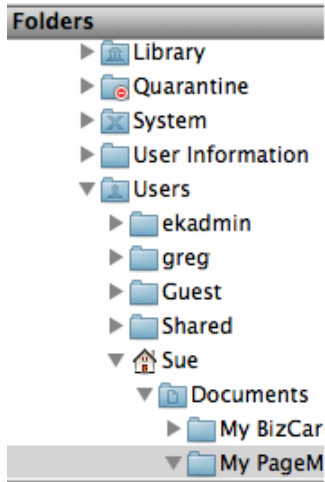 Folders
Library
Quarantine
System
User Information
Users
ekadmin
greg
Guest
Shared
Sue
Documents
My BizCar
My PageM